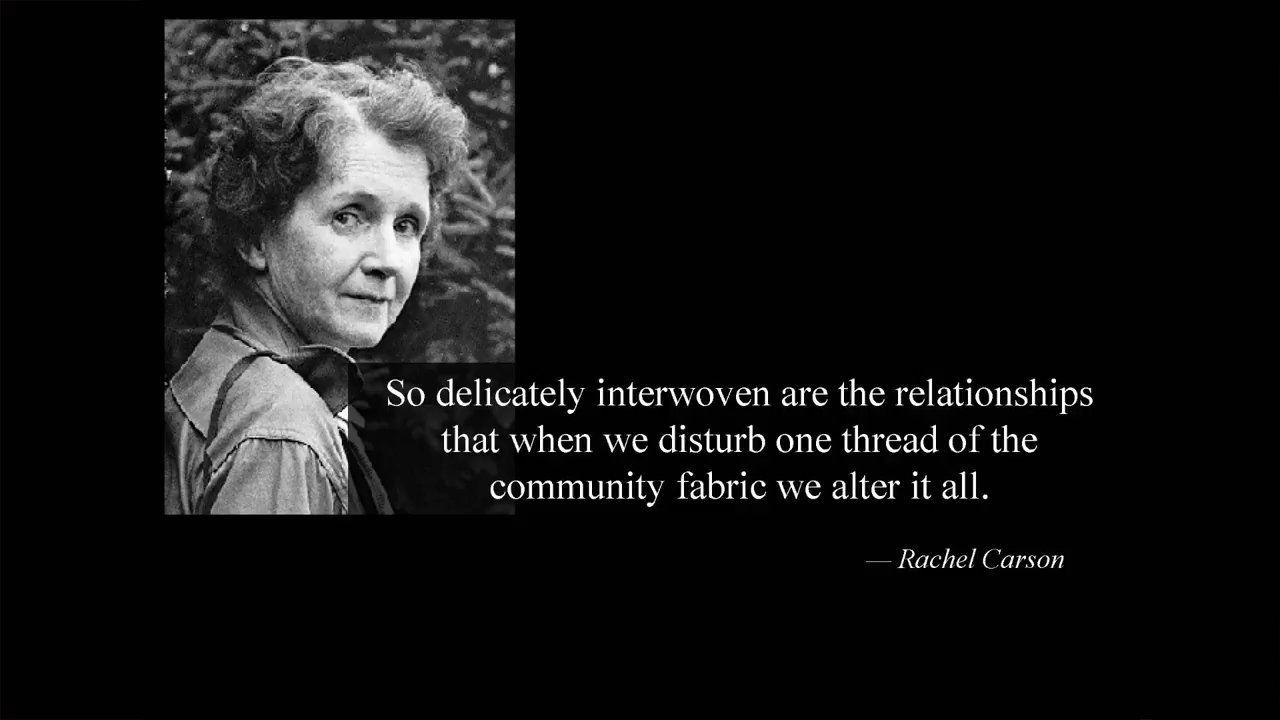 So delicately interwoven are the relationships
that when we disturb one thread of the
community fabric we alter it all.
— Rachel Carson